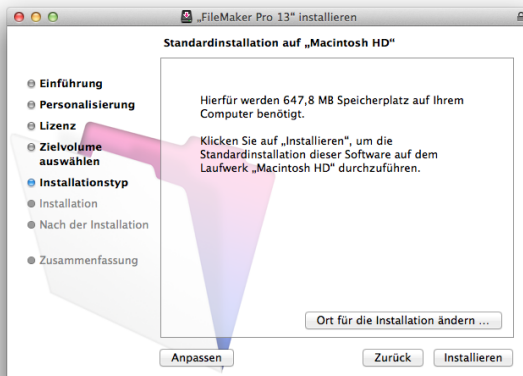 „FileMaker Pro 13“ installieren
Standardinstallation auf „Macintosh HD“
Einführung
Personalisierung
Lizenz
Zielvolume
auswählen
Installationstyp
Installation
Nach der Installation
Zusammenfassung
Hierfür werden 647,8 MB Speicherplatz auf Ihrem
Computer benötigt.
Klicken Sie auf „Installieren“, um die
Standardinstallation dieser Software auf dem
Laufwerk „Macintosh HD“ durchzuführen.
Ort für die Installation ändern ...
Anpassen
Zurück
Installieren